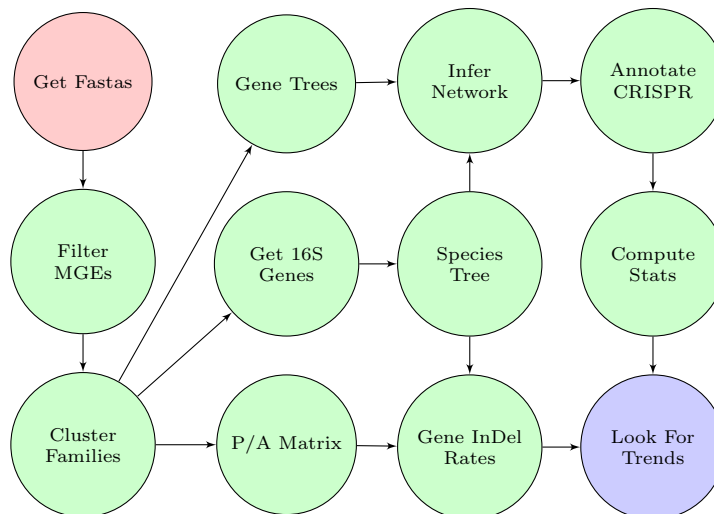 Get Fastas
Gene Trees
Infer
Network
Annotate
CRISPR
Filter
MGEs
Get 16S
Genes
Species
Tree
Compute
Stats
Cluster
Families
P/A Matrix
Gene InDel
Rates
Look For
Trends